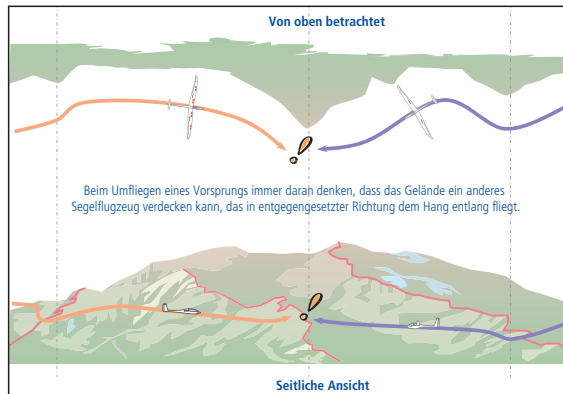 Von oben betrachtet
Beim Umfliegen eines Vorsprungs immer daran denken, dass das Gelände ein anderes
Segelflugzeug verdecken kann, das in entgegengesetzter Richtung dem Hang entlang fliegt.
Seitliche Ansicht